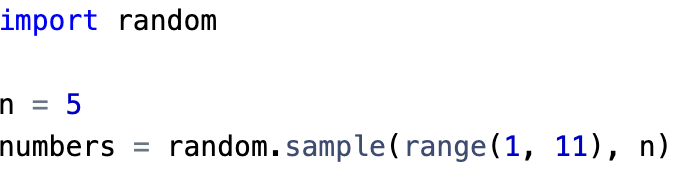 import random
n = 5
numbers = random.sample(range(1, 11), n)